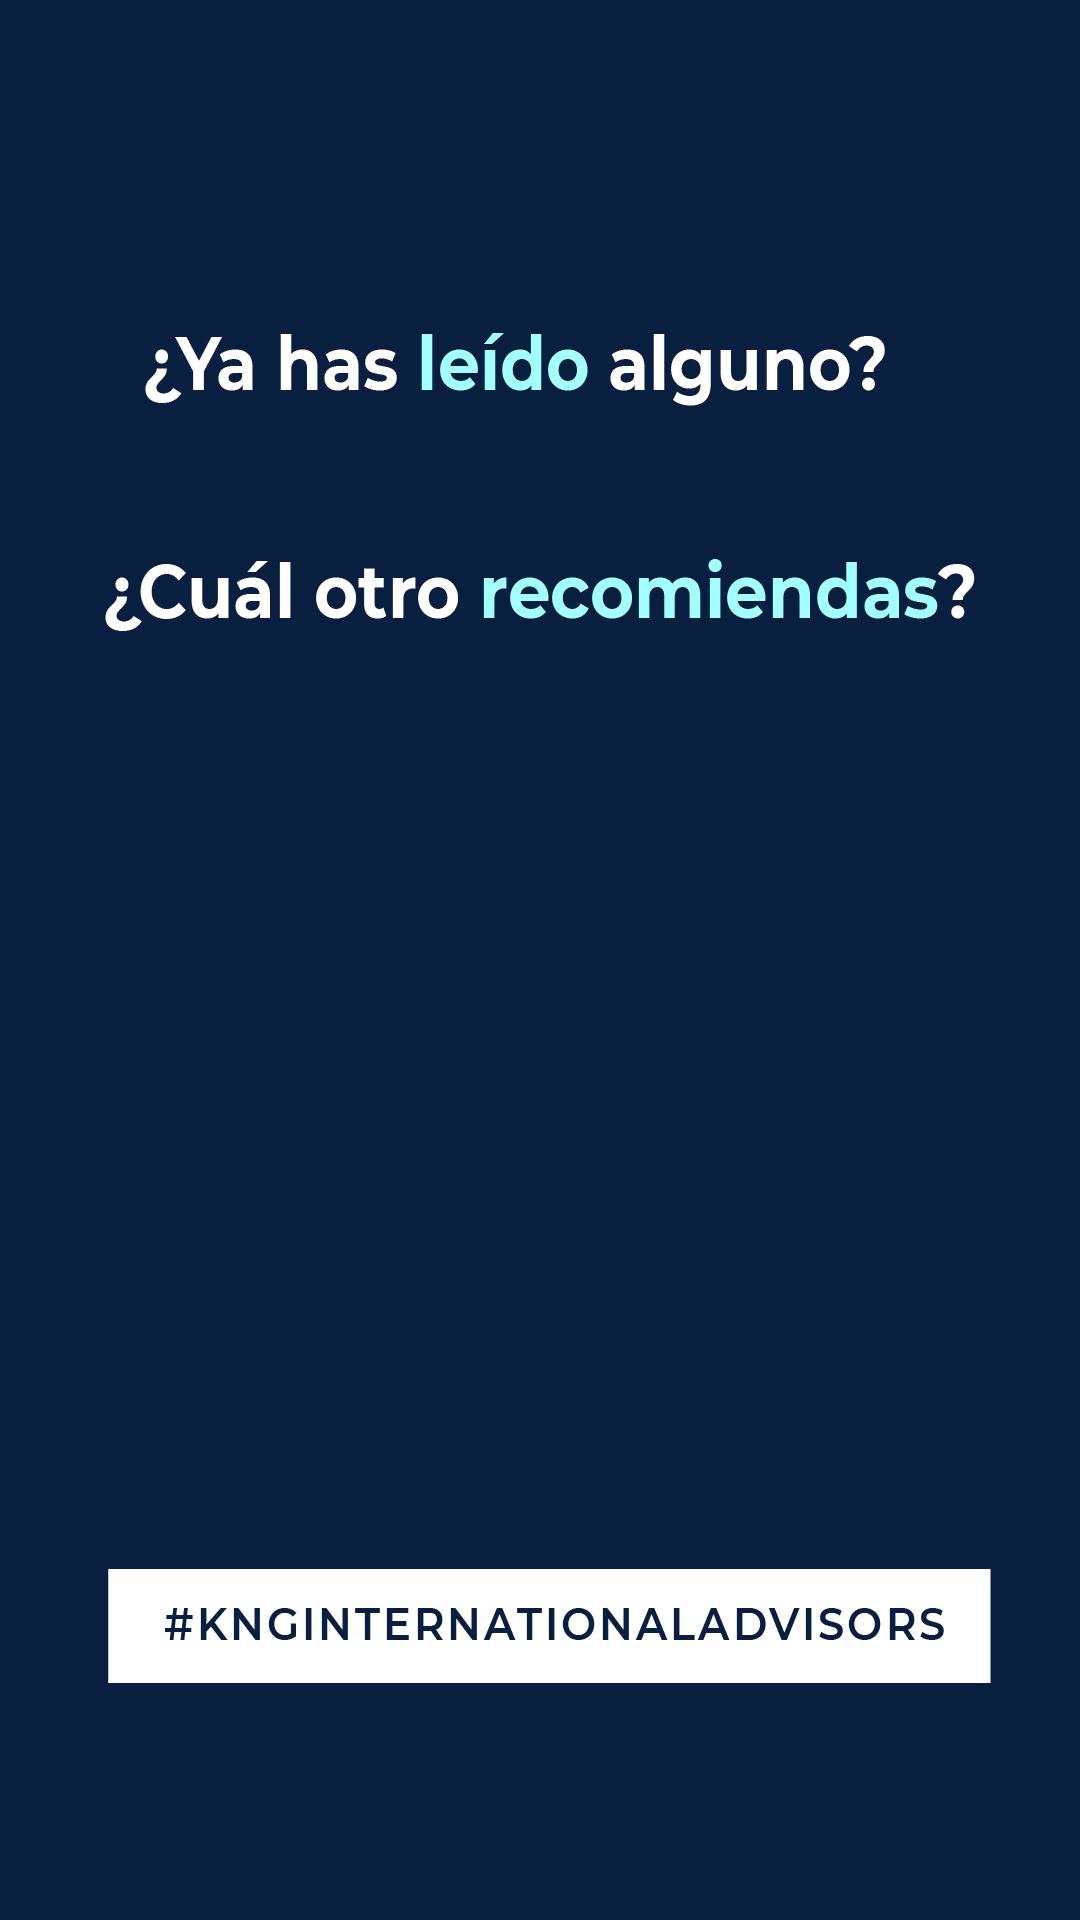 ¿Ya has leído alguno?
¿Cuál otro recomiendas?
#KNGINTERNATIONALADVISORS